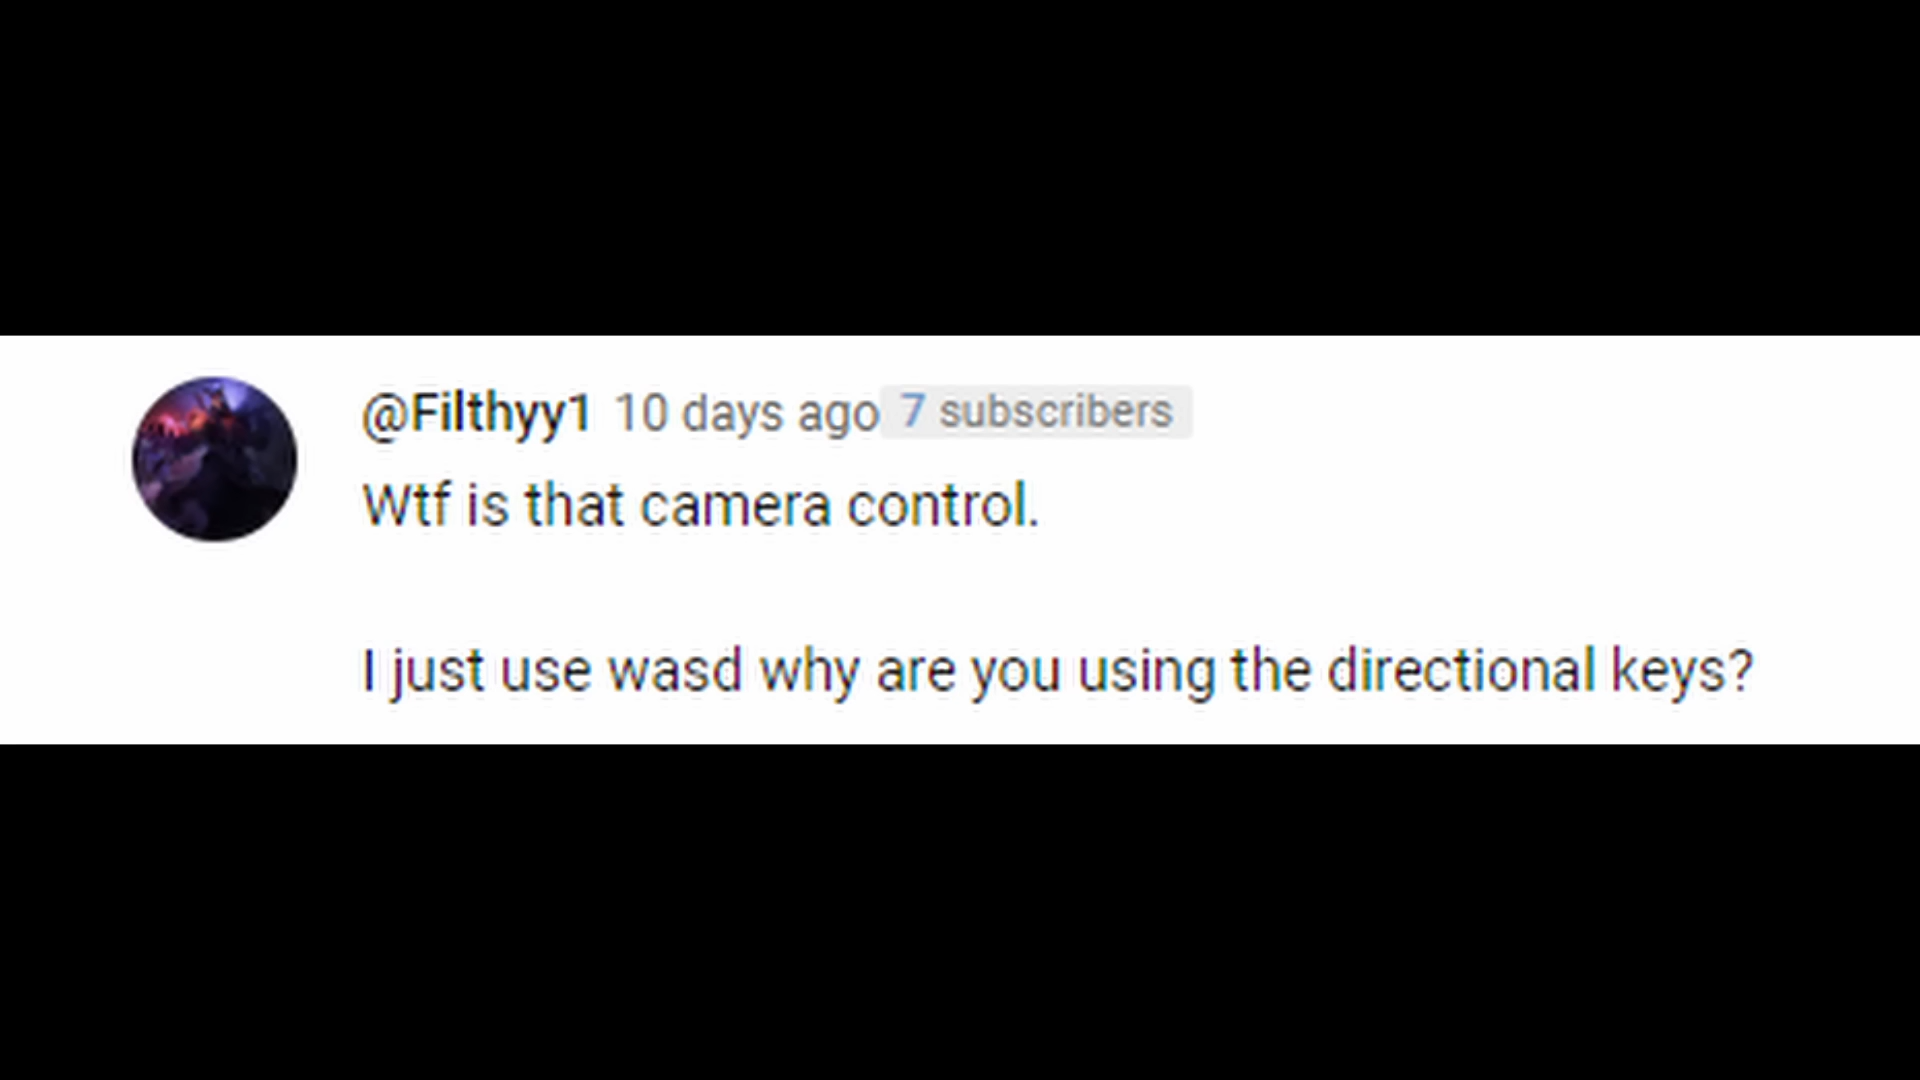 @Filthyy1 10 days ago 7 subscribers
Wtf is that camera control.
I just use wasd why are you using the directional keys?